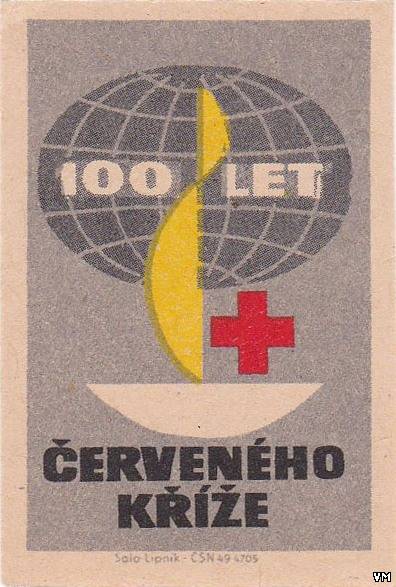 100 LET
ČERVENÉHO
KŘÍŽE
Solo Lipník - ČSN 49 4705
VM